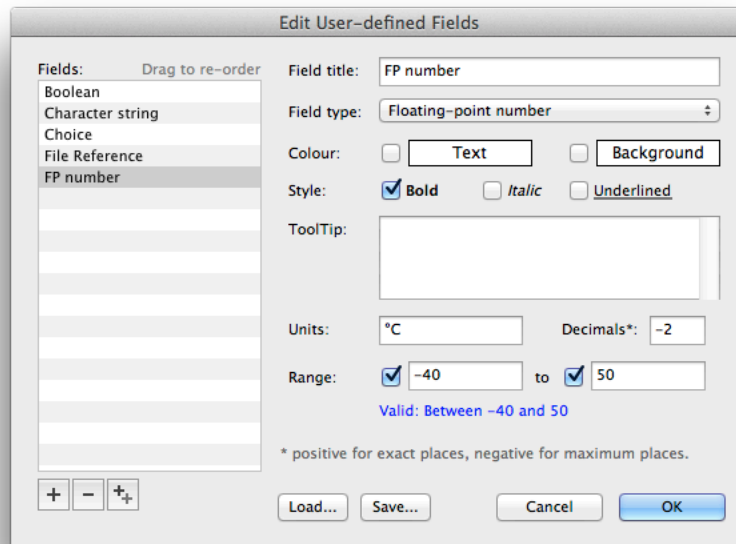 Edit User-defined Fields
Fields: Drag to re-order
Boolean
Character string
Choice
File Reference
FP number
Field title: FP number
Field type: Floating-point number
Colour: Text Background
Style: Bold Italic Underlined
ToolTip:
Units: °C Decimals*: -2
Range: -40 to 50
Valid: Between -40 and 50
* positive for exact places, negative for maximum places.
+ - ++
Load... Save... Cancel OK